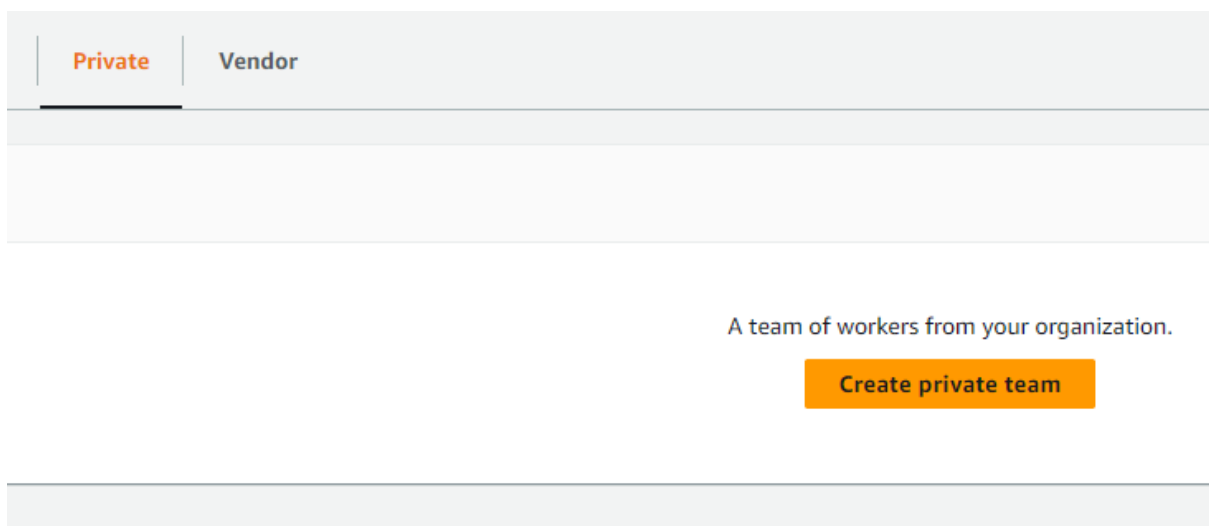 Private Vendor
A team of workers from your organization.
Create private team